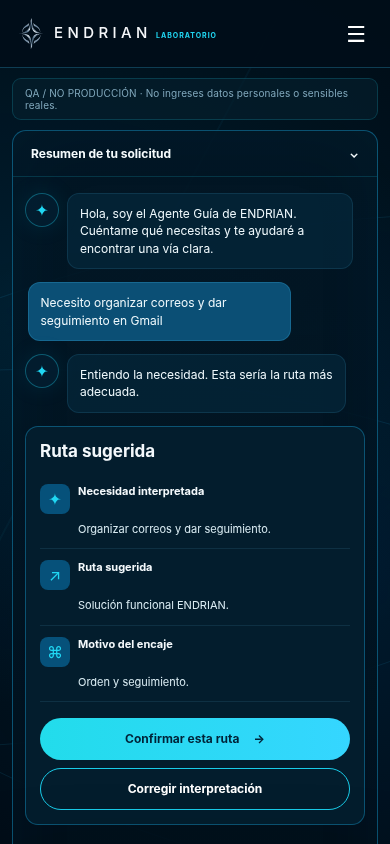 ENDRIAN LABORATORIO
QA / NO PRODUCCIÓN · No ingreses datos personales o sensibles
reales.
Resumen de tu solicitud
Hola, soy el Agente Guía de ENDRIAN.
Cuéntame qué necesitas y te ayudaré a
encontrar una vía clara.
Necesito organizar correos y dar
seguimiento en Gmail
Entiendo la necesidad. Esta sería la ruta más
adecuada.
Ruta sugerida
Necesidad interpretada
Organizar correos y dar seguimiento.
Ruta sugerida
Solución funcional ENDRIAN.
Motivo del encaje
Orden y seguimiento.
Confirmar esta ruta →
Corregir interpretación